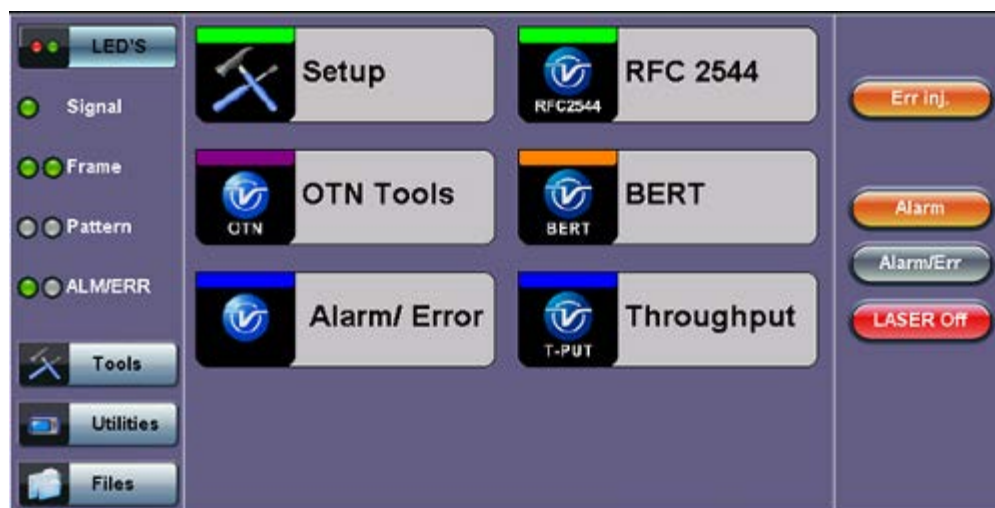 LED'S
Signal
Frame
Pattern
ALM/ERR
Tools
Utilities
Files
Setup
RFC 2544
RFC2544
OTN Tools
OTN
BERT
BERT
Alarm/ Error
Throughput
T-PUT
Err inj.
Alarm
Alarm/Err
LASER Off